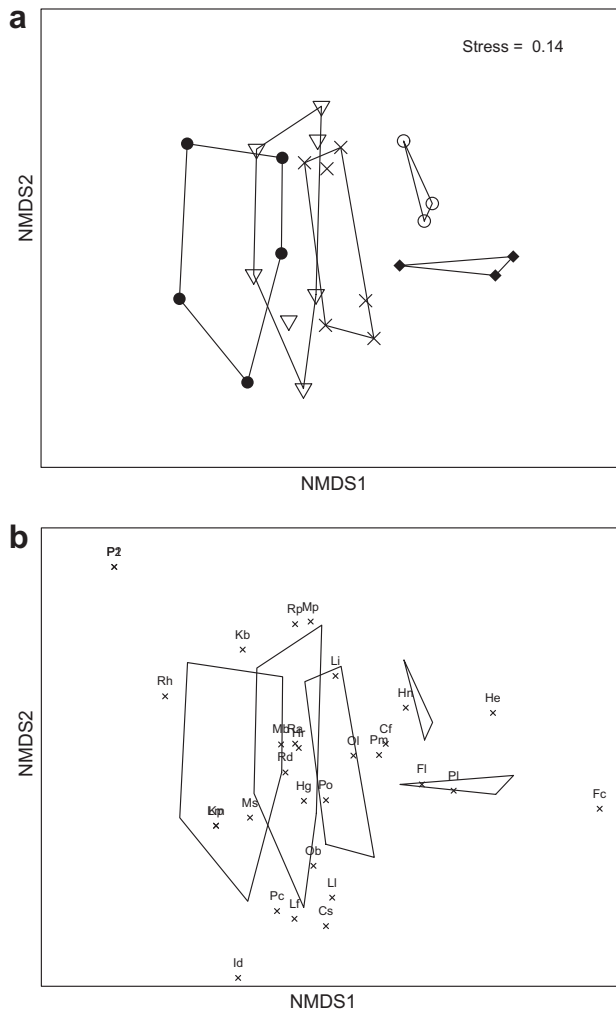 a
Stress = 0.14
NMDS2
NMDS1
b
Rp Mp
Kb
Li
Rh
Hn He
Mb Ra Hr Cf
Ol Pm
Rd
Fl Pl
Hg Po Fc
Ms
Ob
Ll
Pc Lf Cs
Id
NMDS2
NMDS1